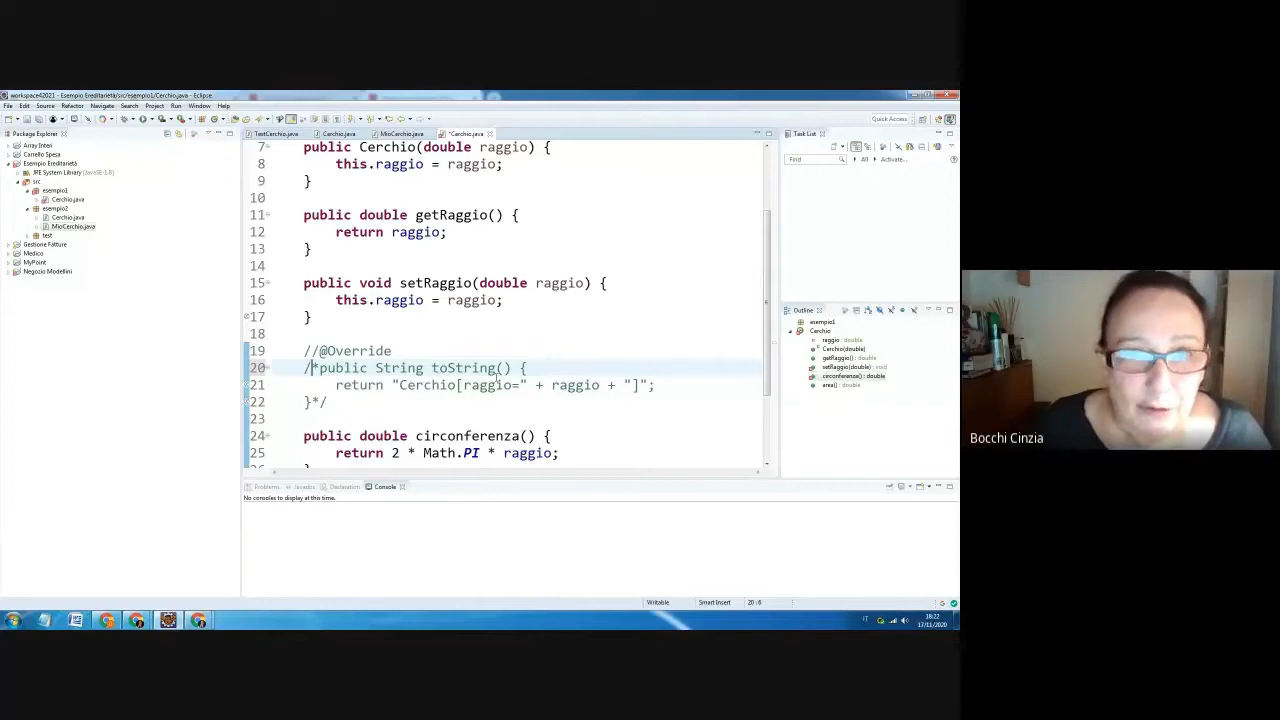 workspace42021 - Esempio Ereditarietà/src/esempio1/Cerchio.java - Eclipse
File Edit Source Refactor Navigate Search Project Run Window Help
Quick Access
Package Explorer
TestCerchio.java
Cerchio.java
MioCerchio.java
*Cerchio.java
Task List
Array Interi
Carrello Spesa
Esempio Ereditarietà
JRE System Library [JavaSE-1.8]
src
esempio1
Cerchio.java
esempio2
Cerchio.java
MioCerchio.java
test
Gestione Fatture
Medico
MyPoint
Negozio Modellini
7 public Cerchio(double raggio) {
8 this.raggio = raggio;
9 }
10
11 public double getRaggio() {
12 return raggio;
13 }
14
15 public void setRaggio(double raggio) {
16 this.raggio = raggio;
17 }
18
19 //@Override
20 /*public String toString() {
21 return "Cerchio[raggio=" + raggio + "]";
22 }*/
23
24 public double circonferenza() {
25 return 2 * Math.PI * raggio;
Find
All
Activate...
Outline
esempio1
Cerchio
raggio : double
Cerchio(double)
getRaggio() : double
setRaggio(double) : void
circonferenza() : double
area() : double
Problems
Javadoc
Declaration
Console
No consoles to display at this time.
Writable
Smart Insert
20 : 6
IT
18:22
17/11/2020
Bocchi Cinzia